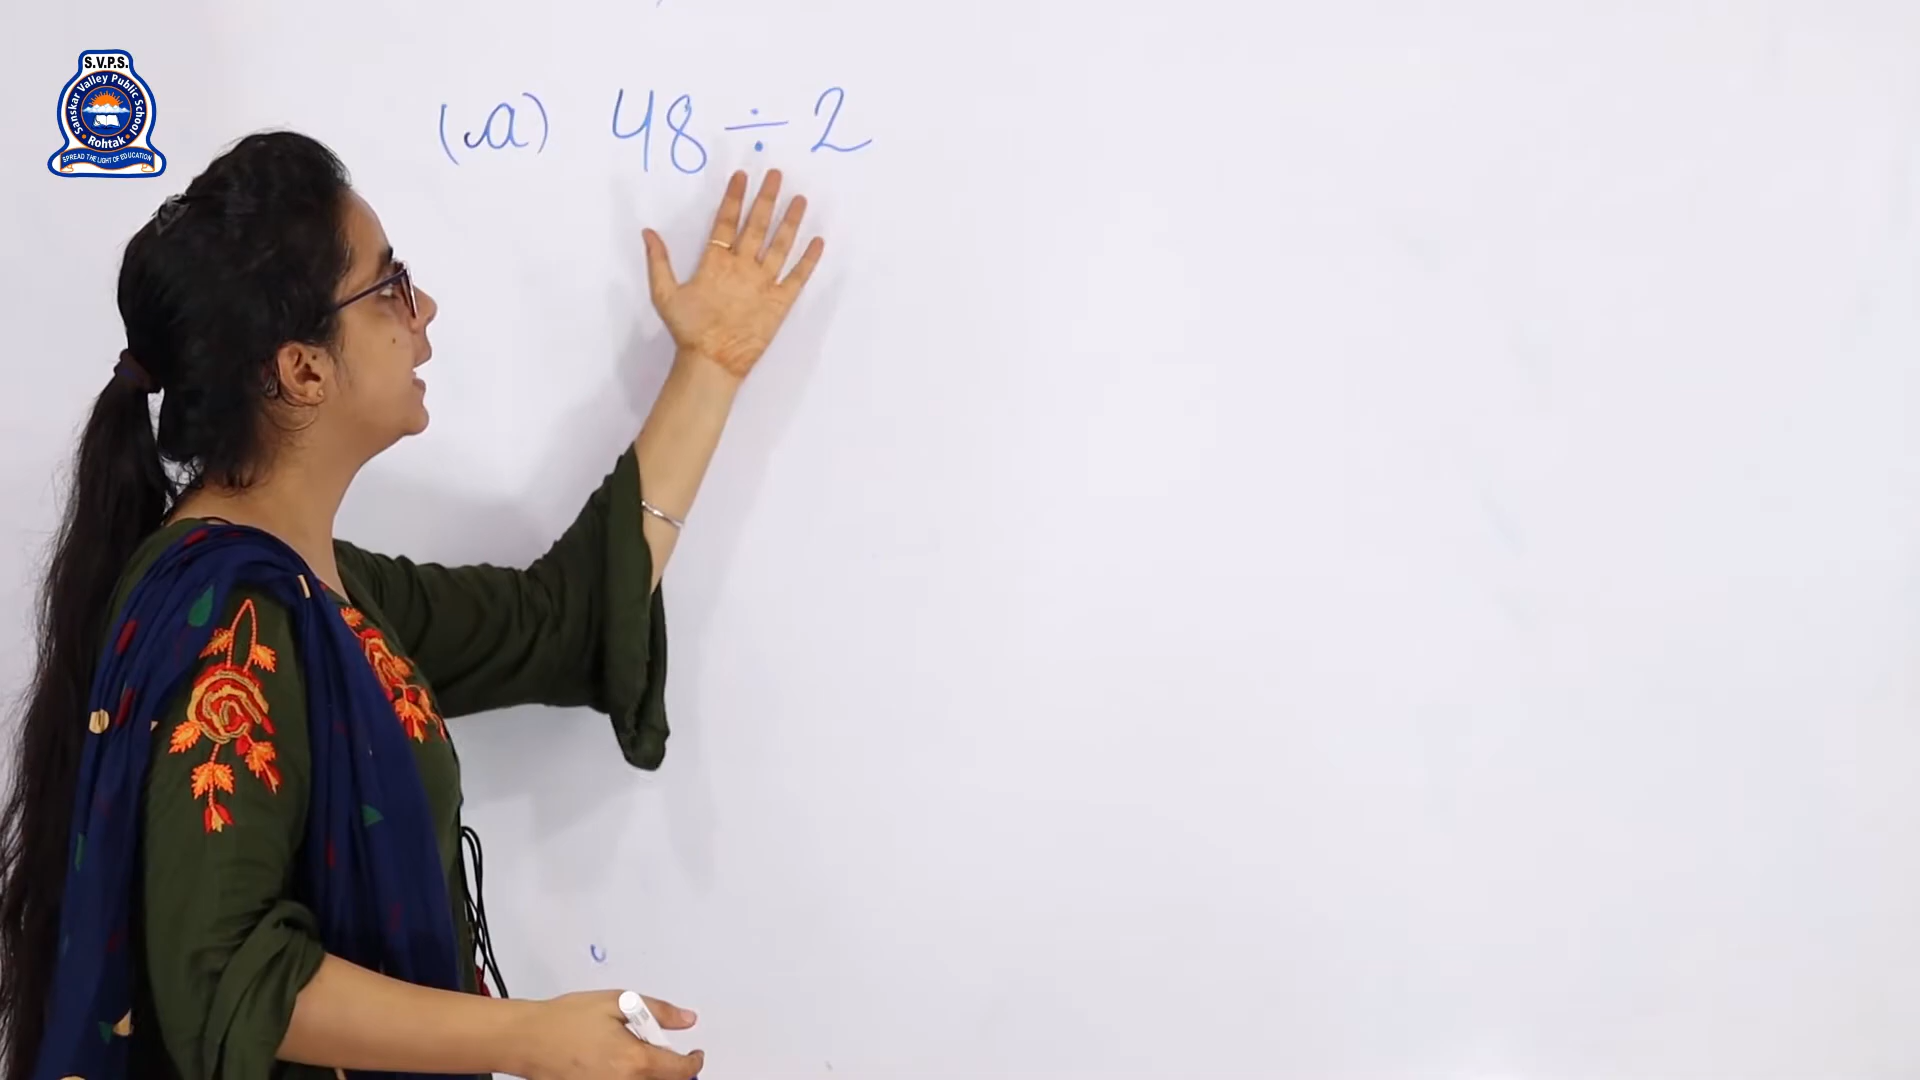 S.V.P.S.
Sanskar Valley Public School
Rohtak
SPREAD THE LIGHT OF EDUCATION
(a) 48 ÷ 2